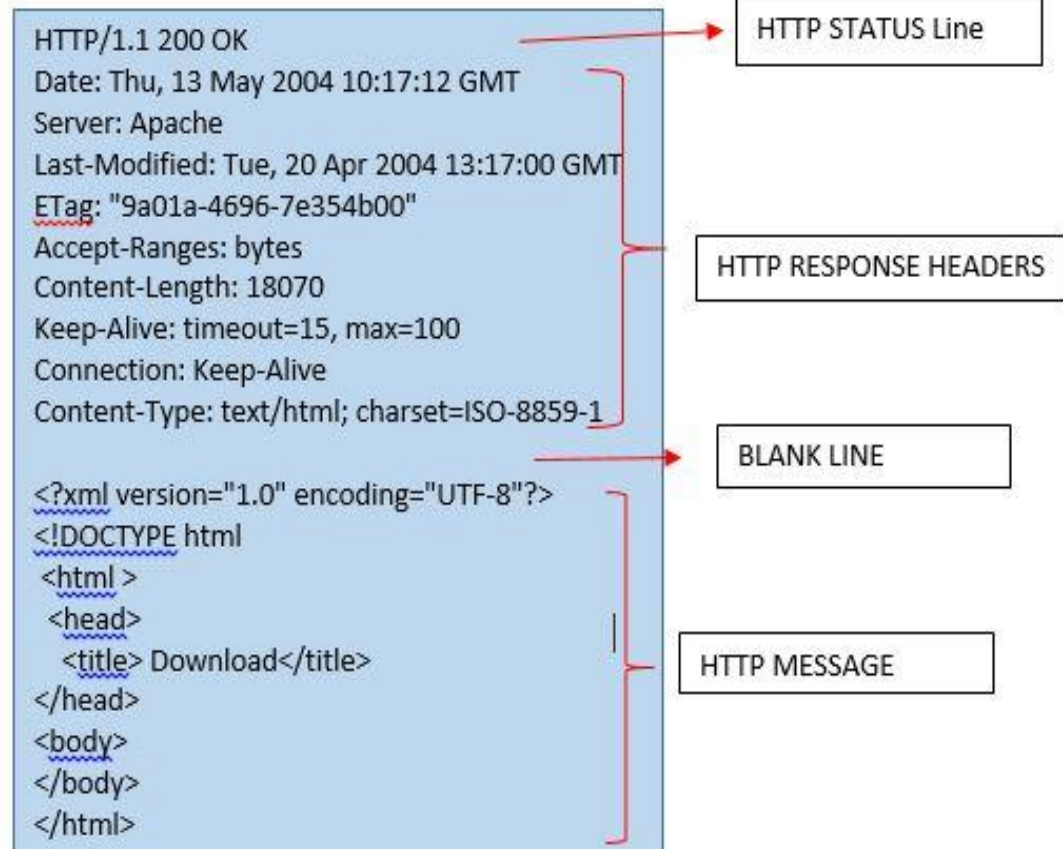 HTTP/1.1 200 OK
HTTP STATUS Line
Date: Thu, 13 May 2004 10:17:12 GMT
Server: Apache
Last-Modified: Tue, 20 Apr 2004 13:17:00 GMT
ETag: "9a01a-4696-7e354b00"
Accept-Ranges: bytes
Content-Length: 18070
Keep-Alive: timeout=15, max=100
Connection: Keep-Alive
Content-Type: text/html; charset=ISO-8859-1
HTTP RESPONSE HEADERS
BLANK LINE
<?xml version="1.0" encoding="UTF-8"?>
<!DOCTYPE html
<html >
<head>
<title> Download</title>
</head>
<body>
</body>
</html>
HTTP MESSAGE